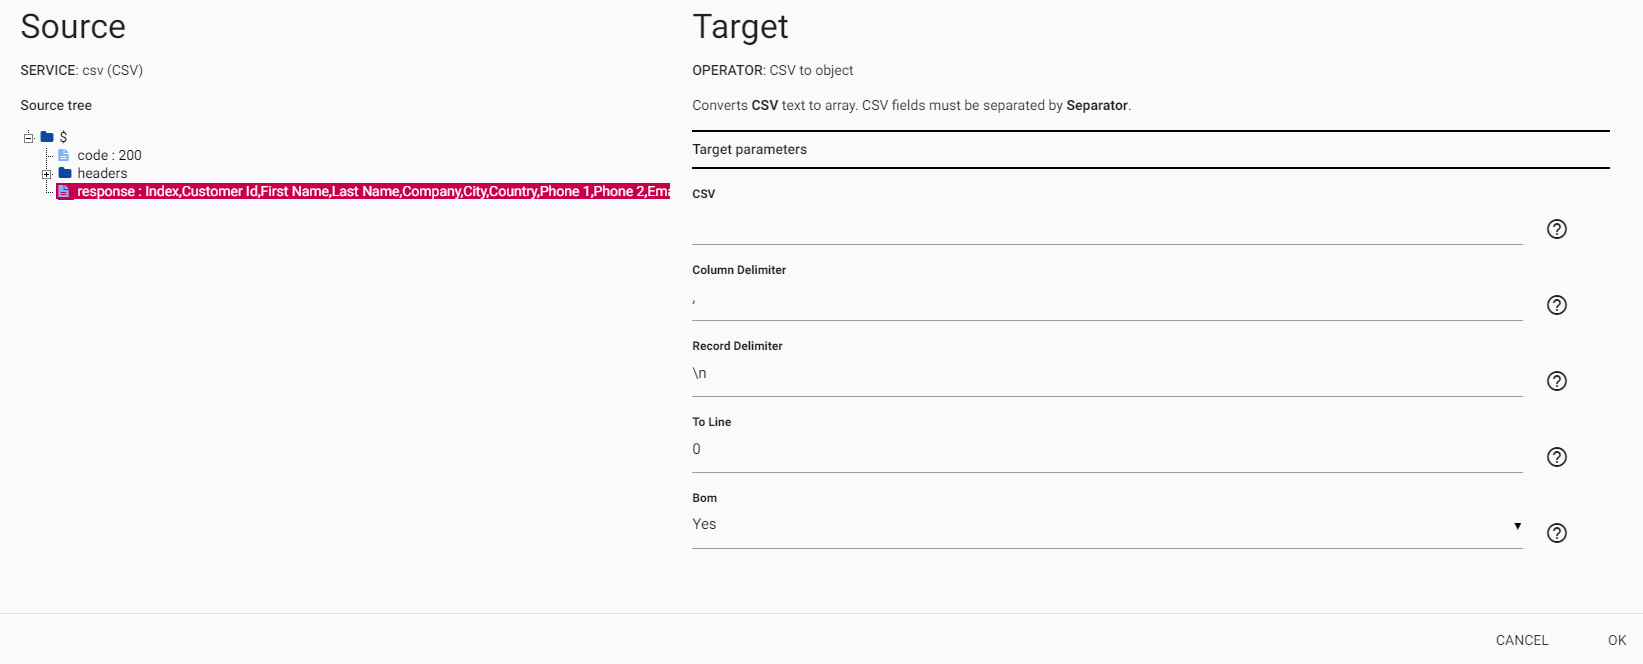 Source
SERVICE: csv (CSV)
Source tree
$
code : 200
headers
response : Index,Customer Id,First Name,Last Name,Company,City,Country,Phone 1,Phone 2,Ema
Target
OPERATOR: CSV to object
Converts CSV text to array. CSV fields must be separated by Separator.
Target parameters
CSV
Column Delimiter
,
Record Delimiter
\n
To Line
0
Bom
Yes
CANCEL
OK